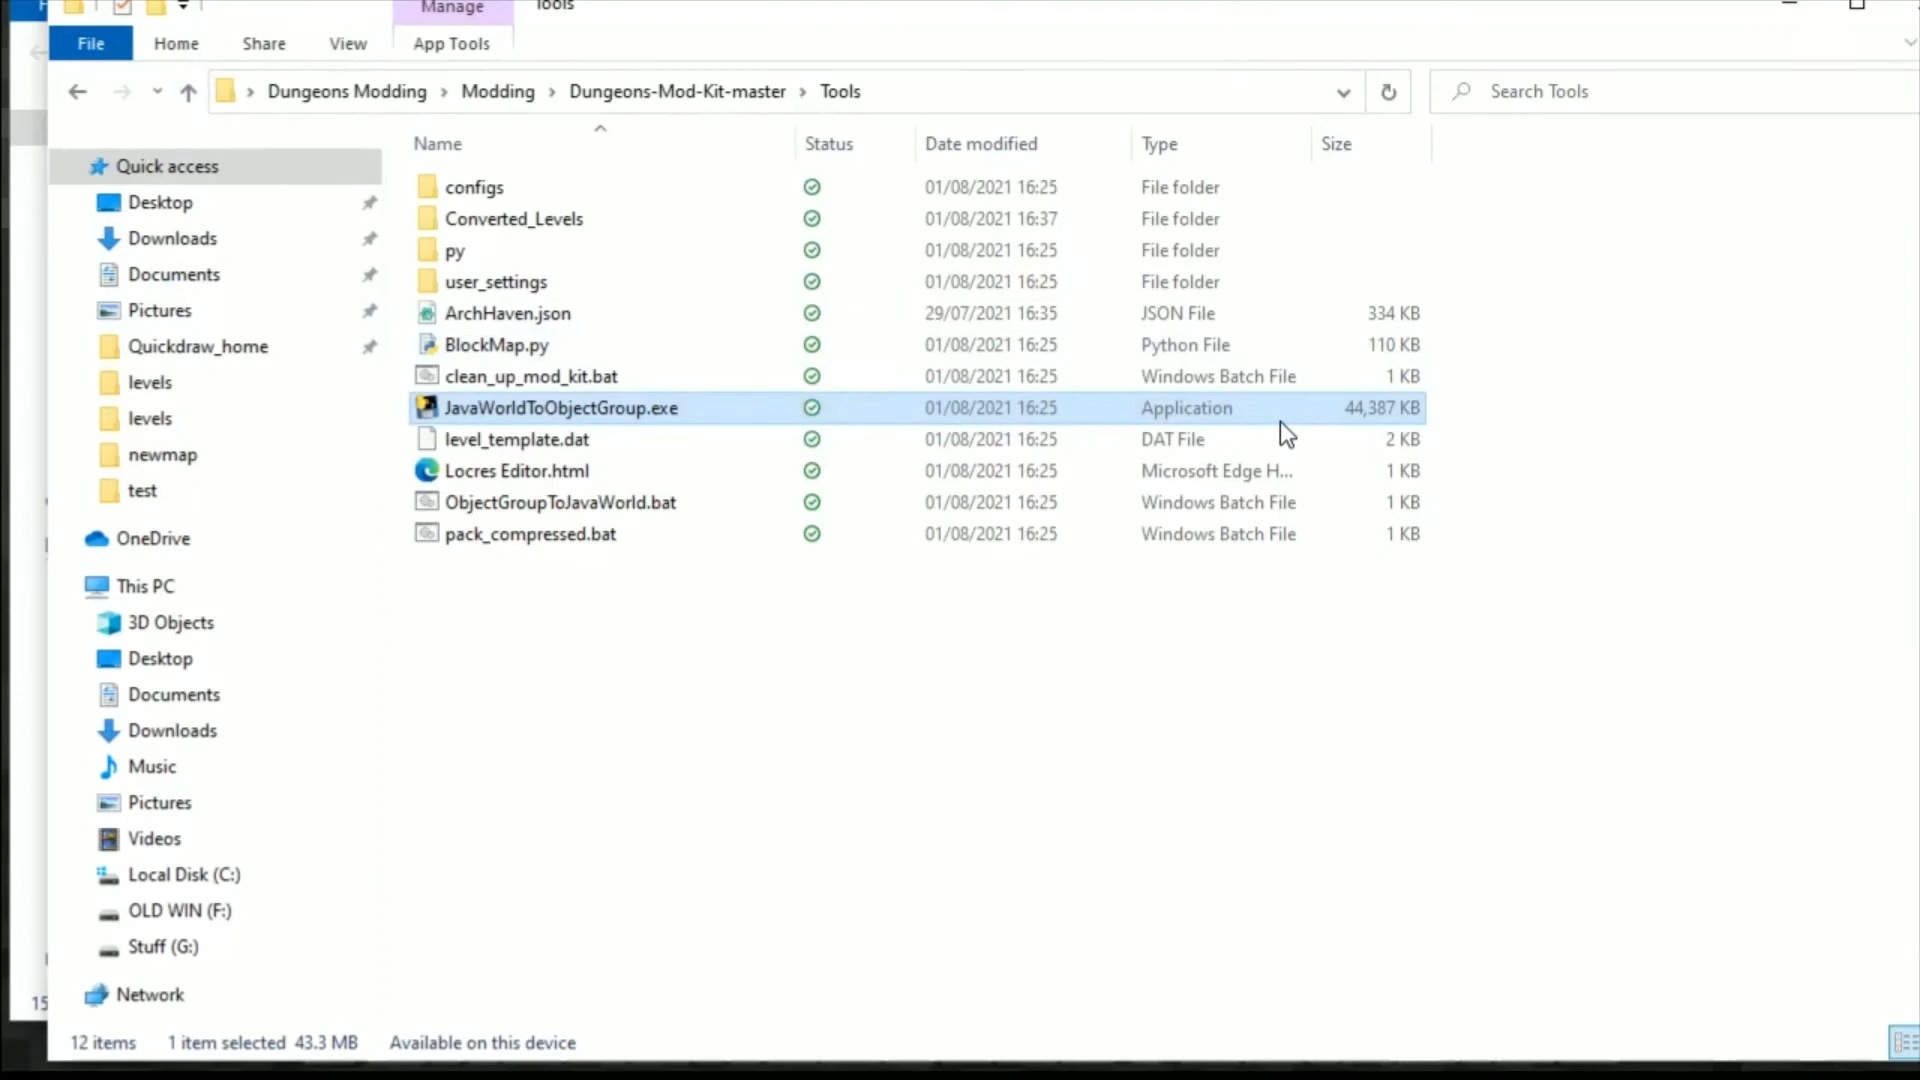 Manage Tools
File Home Share View App Tools
Dungeons Modding Modding Dungeons-Mod-Kit-master Tools Search Tools
Name Status Date modified Type Size
Quick access
Desktop
Downloads
Documents
Pictures
Quickdraw_home
levels
levels
newmap
test
OneDrive
This PC
3D Objects
Desktop
Documents
Downloads
Music
Pictures
Videos
Local Disk (C:)
OLD WIN (F:)
Stuff (G:)
Network
configs 01/08/2021 16:25 File folder
Converted_Levels 01/08/2021 16:37 File folder
py 01/08/2021 16:25 File folder
user_settings 01/08/2021 16:25 File folder
ArchHaven.json 29/07/2021 16:35 JSON File 334 KB
BlockMap.py 01/08/2021 16:25 Python File 110 KB
clean_up_mod_kit.bat 01/08/2021 16:25 Windows Batch File 1 KB
JavaWorldToObjectGroup.exe 01/08/2021 16:25 Application 44,387 KB
level_template.dat 01/08/2021 16:25 DAT File 2 KB
Locres Editor.html 01/08/2021 16:25 Microsoft Edge H... 1 KB
ObjectGroupToJavaWorld.bat 01/08/2021 16:25 Windows Batch File 1 KB
pack_compressed.bat 01/08/2021 16:25 Windows Batch File 1 KB
15
12 items 1 item selected 43.3 MB Available on this device